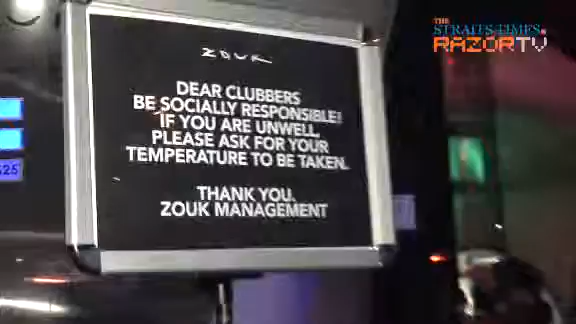 THE
STRAITS TIMES
RAZORTV
ZOUK
DEAR CLUBBERS
BE SOCIALLY RESPONSIBLE!
IF YOU ARE UNWELL,
PLEASE ASK FOR YOUR
TEMPERATURE TO BE TAKEN.
THANK YOU.
ZOUK MANAGEMENT